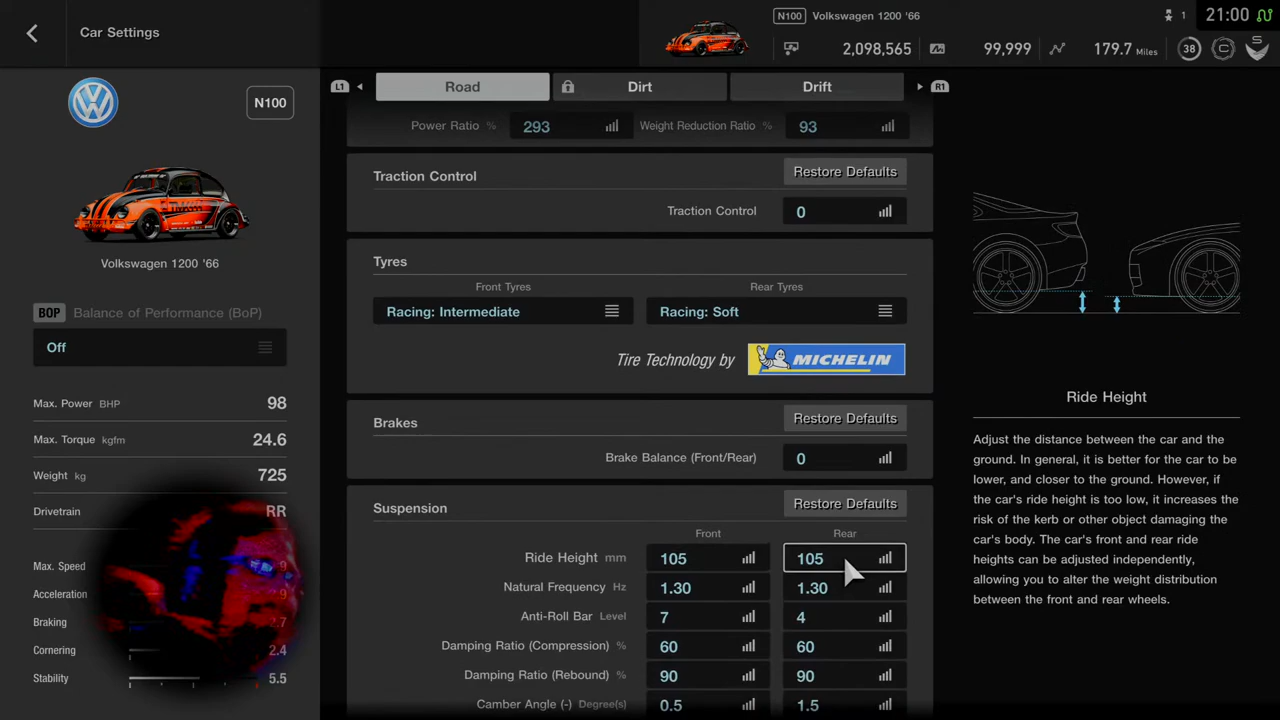 Car Settings
N100 Volkswagen 1200 '66
1 21:00
2,098,565 99,999 179.7 Miles 38 C S
N100
Volkswagen 1200 '66
BOP Balance of Performance (BoP)
Off
Max. Power BHP 98
Max. Torque kgfm 24.6
Weight kg 725
Drivetrain RR
Max. Speed 9
Acceleration 9
Braking 2.7
Cornering 2.4
Stability 5.5
L1 Road Dirt Drift R1
Power Ratio % 293 Weight Reduction Ratio % 93
Traction Control Restore Defaults
Traction Control 0
Tyres
Front Tyres Rear Tyres
Racing: Intermediate Racing: Soft
Tire Technology by MICHELIN
Brakes Restore Defaults
Brake Balance (Front/Rear) 0
Suspension Restore Defaults
Front Rear
Ride Height mm 105 105
Natural Frequency Hz 1.30 1.30
Anti-Roll Bar Level 7 4
Damping Ratio (Compression) % 60 60
Damping Ratio (Rebound) % 90 90
Camber Angle (-) Degree(s) 0.5 1.5
Ride Height
Adjust the distance between the car and the
ground. In general, it is better for the car to be
lower, and closer to the ground. However, if
the car's ride height is too low, it increases the
risk of the kerb or other object damaging the
car's body. The car's front and rear ride
heights can be adjusted independently,
allowing you to alter the weight distribution
between the front and rear wheels.